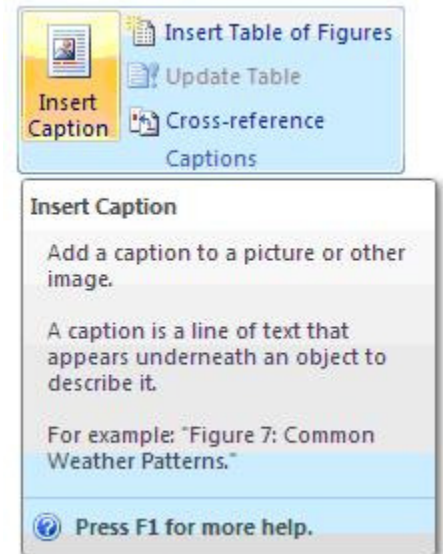 Insert Table of Figures
Update Table
Insert
Caption
Cross-reference
Captions
Insert Caption
Add a caption to a picture or other
image.
A caption is a line of text that
appears underneath an object to
describe it.
For example: "Figure 7: Common
Weather Patterns."
Press F1 for more help.